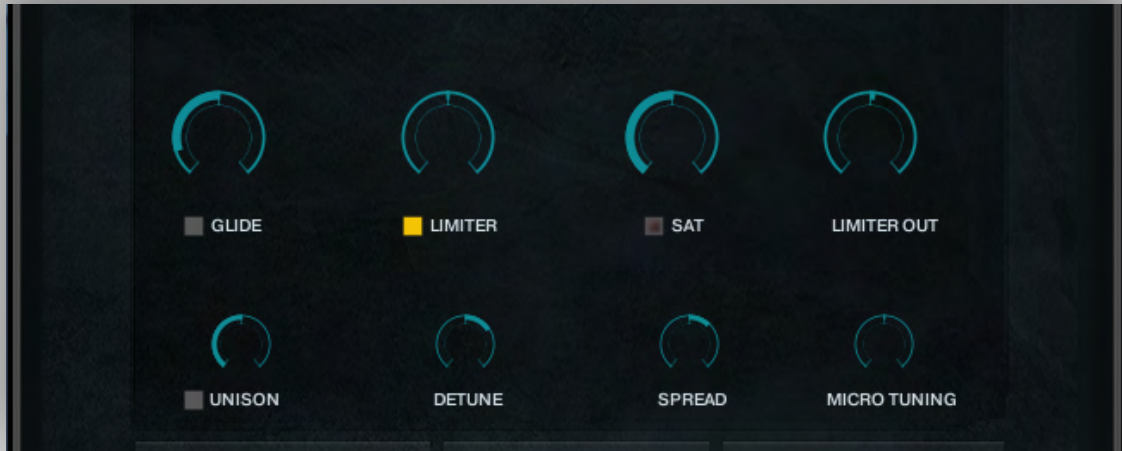 GLIDE
LIMITER
SAT
LIMITER OUT
UNISON
DETUNE
SPREAD
MICRO TUNING